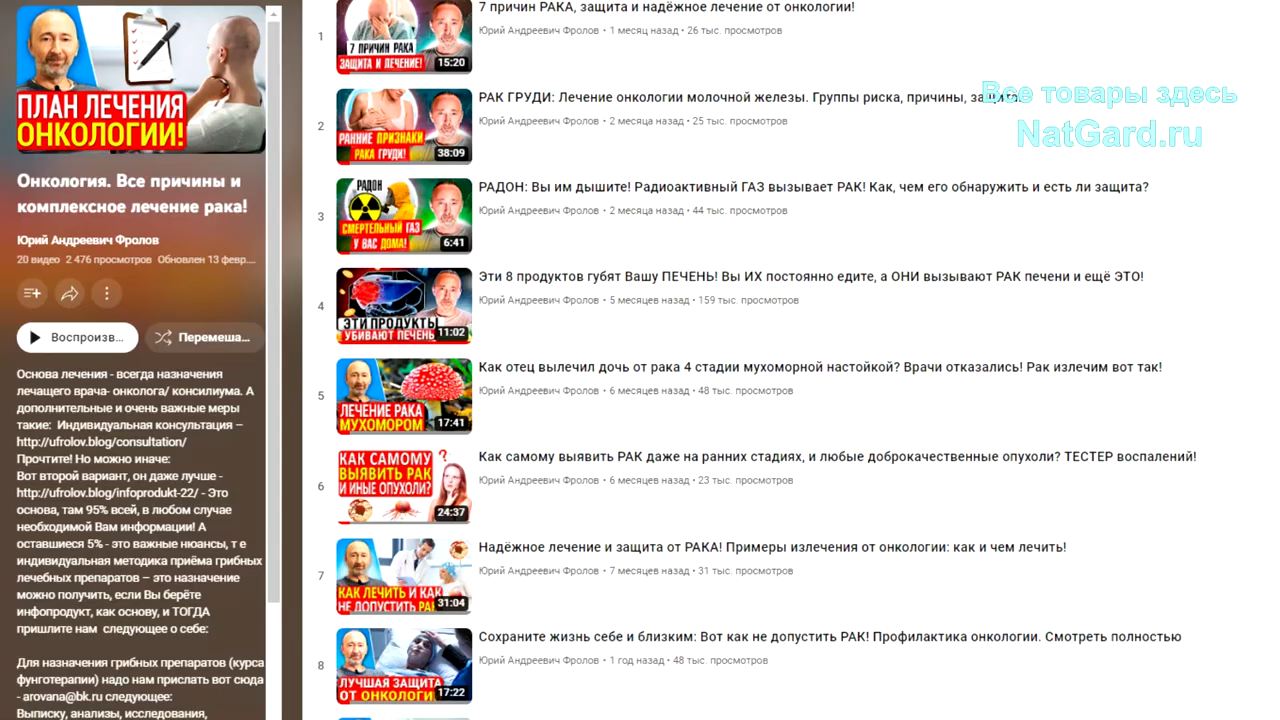 ПЛАН ЛЕЧЕНИЯ
ОНКОЛОГИИ!
Онкология. Все причины и
комплексное лечение рака!
Юрий Андреевич Фролов
20 видео 2 476 просмотров Обновлен 13 февр....
Воспроизв...
Перемеша...
Основа лечения - всегда назначения
лечащего врача- онколога/ консилиума. А
дополнительные и очень важные меры
такие: Индивидуальная консультация –
http://ufrolov.blog/consultation/
Прочтите! Но можно иначе:
Вот второй вариант, он даже лучше -
http://ufrolov.blog/infoprodukt-22/ - Это
основа, там 95% всей, в любом случае
необходимой Вам информации! А
оставшиеся 5% - это важные нюансы, т е
индивидуальная методика приёма грибных
лечебных препаратов – это назначение
можно получить, если Вы берёте
инфопродукт, как основу, и ТОГДА
пришлите нам следующее о себе:
Для назначения грибных препаратов (курса
фунготерапии) надо нам прислать вот сюда
- arovana@bk.ru следующее:
Выписку, анализы, исследования,
1
7 ПРИЧИН РАКА
ЗАЩИТА И ЛЕЧЕНИЕ!
15:20
7 причин РАКА, защита и надёжное лечение от онкологии!
Юрий Андреевич Фролов • 1 месяц назад • 26 тыс. просмотров
2
РАННИЕ ПРИЗНАКИ
РАКА ГРУДИ!
38:09
РАК ГРУДИ: Лечение онкологии молочной железы. Группы риска, причины, защита.
Юрий Андреевич Фролов • 2 месяца назад • 25 тыс. просмотров
Все товары здесь
NatGard.ru
3
РАДОН
СМЕРТЕЛЬНЫЙ ГАЗ
У ВАС ДОМА!
6:41
РАДОН: Вы им дышите! Радиоактивный ГАЗ вызывает РАК! Как, чем его обнаружить и есть ли защита?
Юрий Андреевич Фролов • 2 месяца назад • 44 тыс. просмотров
4
ЭТИ ПРОДУКТЫ
УБИВАЮТ ПЕЧЕНЬ
11:02
Эти 8 продуктов губят Вашу ПЕЧЕНЬ! Вы ИХ постоянно едите, а ОНИ вызывают РАК печени и ещё ЭТО!
Юрий Андреевич Фролов • 5 месяцев назад • 159 тыс. просмотров
5
ЛЕЧЕНИЕ РАКА
МУХОМОРОМ
17:41
Как отец вылечил дочь от рака 4 стадии мухоморной настойкой? Врачи отказались! Рак излечим вот так!
Юрий Андреевич Фролов • 6 месяцев назад • 48 тыс. просмотров
6
КАК САМОМУ ?
ВЫЯВИТЬ РАК
И ИНЫЕ ОПУХОЛИ?
24:37
Как самому выявить РАК даже на ранних стадиях, и любые доброкачественные опухоли? ТЕСТЕР воспалений!
Юрий Андреевич Фролов • 6 месяцев назад • 23 тыс. просмотров
7
КАК ЛЕЧИТЬ И КАК
НЕ ДОПУСТИТЬ РАК
31:04
Надёжное лечение и защита от РАКА! Примеры излечения от онкологии: как и чем лечить!
Юрий Андреевич Фролов • 7 месяцев назад • 31 тыс. просмотров
8
ЛУЧШАЯ ЗАЩИТА
ОТ ОНКОЛОГИ
17:22
Сохраните жизнь себе и близким: Вот как не допустить РАК! Профилактика онкологии. Смотреть полностью
Юрий Андреевич Фролов • 1 год назад • 48 тыс. просмотров